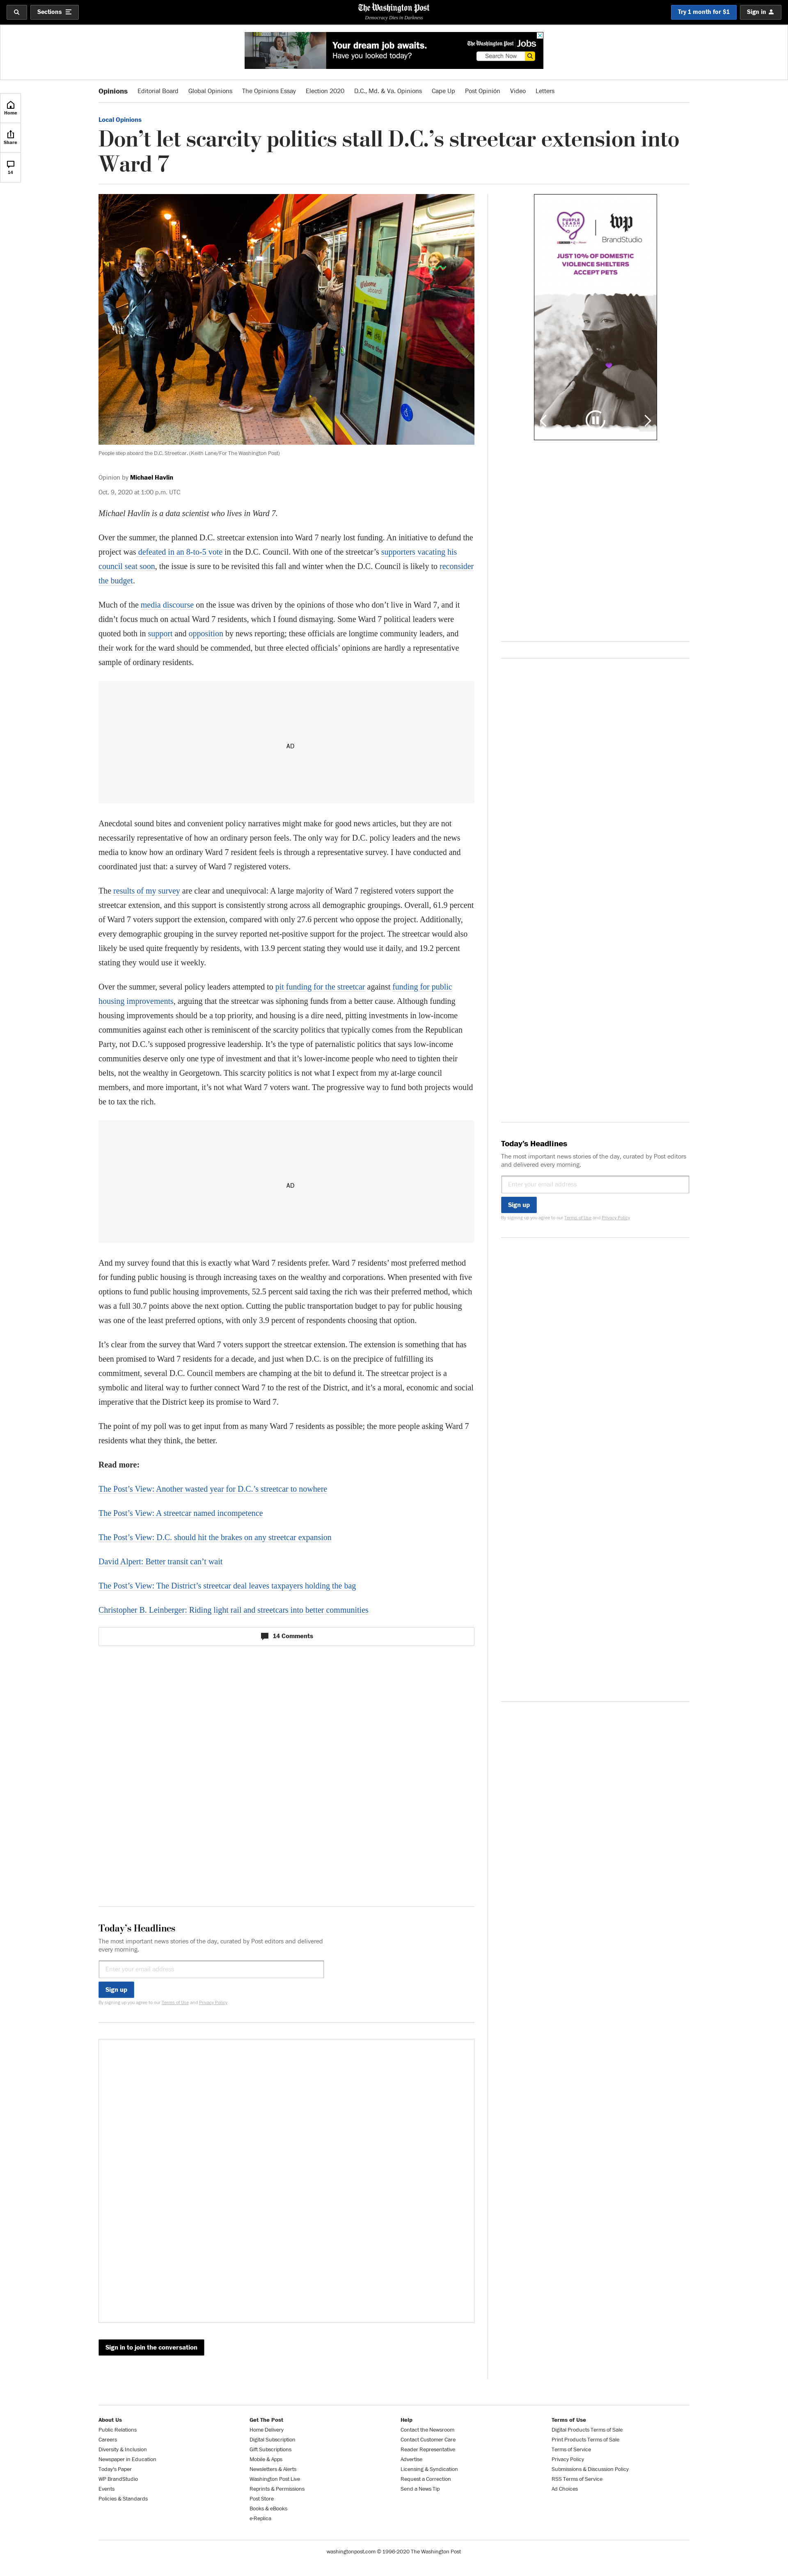 Sections
The Washington Post
Democracy Dies in Darkness
Try 1 month for $1
Sign in
Your dream job awaits.
Have you looked today?
The Washington Post Jobs
Search Now
Opinions
Editorial Board
Global Opinions
The Opinions Essay
Election 2020
D.C., Md. & Va. Opinions
Cape Up
Post Opinión
Video
Letters
Home
Share
14
Local Opinions
Don’t let scarcity politics stall D.C.’s streetcar extension into
Ward 7
PURPLE
LEASH
wp
BrandStudio
JUST 10% OF DOMESTIC
VIOLENCE SHELTERS
ACCEPT PETS
People step aboard the D.C. Streetcar. (Keith Lane/For The Washington Post)
Opinion by Michael Havlin
Oct. 9, 2020 at 1:00 p.m. UTC
Michael Havlin is a data scientist who lives in Ward 7.
Over the summer, the planned D.C. streetcar extension into Ward 7 nearly lost funding. An initiative to defund the
project was defeated in an 8-to-5 vote in the D.C. Council. With one of the streetcar’s supporters vacating his
council seat soon, the issue is sure to be revisited this fall and winter when the D.C. Council is likely to reconsider
the budget.
Much of the media discourse on the issue was driven by the opinions of those who don’t live in Ward 7, and it
didn’t focus much on actual Ward 7 residents, which I found dismaying. Some Ward 7 political leaders were
quoted both in support and opposition by news reporting; these officials are longtime community leaders, and
their work for the ward should be commended, but three elected officials’ opinions are hardly a representative
sample of ordinary residents.
AD
Anecdotal sound bites and convenient policy narratives might make for good news articles, but they are not
necessarily representative of how an ordinary person feels. The only way for D.C. policy leaders and the news
media to know how an ordinary Ward 7 resident feels is through a representative survey. I have conducted and
coordinated just that: a survey of Ward 7 registered voters.
The results of my survey are clear and unequivocal: A large majority of Ward 7 registered voters support the
streetcar extension, and this support is consistently strong across all demographic groupings. Overall, 61.9 percent
of Ward 7 voters support the extension, compared with only 27.6 percent who oppose the project. Additionally,
every demographic grouping in the survey reported net-positive support for the project. The streetcar would also
likely be used quite frequently by residents, with 13.9 percent stating they would use it daily, and 19.2 percent
stating they would use it weekly.
Over the summer, several policy leaders attempted to pit funding for the streetcar against funding for public
housing improvements, arguing that the streetcar was siphoning funds from a better cause. Although funding
housing improvements should be a top priority, and housing is a dire need, pitting investments in low-income
communities against each other is reminiscent of the scarcity politics that typically comes from the Republican
Party, not D.C.’s supposed progressive leadership. It’s the type of paternalistic politics that says low-income
communities deserve only one type of investment and that it’s lower-income people who need to tighten their
belts, not the wealthy in Georgetown. This scarcity politics is not what I expect from my at-large council
members, and more important, it’s not what Ward 7 voters want. The progressive way to fund both projects would
be to tax the rich.
AD
Today’s Headlines
The most important news stories of the day, curated by Post editors
and delivered every morning.
Enter your email address
Sign up
By signing up you agree to our Terms of Use and Privacy Policy
And my survey found that this is exactly what Ward 7 residents prefer. Ward 7 residents’ most preferred method
for funding public housing is through increasing taxes on the wealthy and corporations. When presented with five
options to fund public housing improvements, 52.5 percent said taxing the rich was their preferred method, which
was a full 30.7 points above the next option. Cutting the public transportation budget to pay for public housing
was one of the least preferred options, with only 3.9 percent of respondents choosing that option.
It’s clear from the survey that Ward 7 voters support the streetcar extension. The extension is something that has
been promised to Ward 7 residents for a decade, and just when D.C. is on the precipice of fulfilling its
commitment, several D.C. Council members are champing at the bit to defund it. The streetcar project is a
symbolic and literal way to further connect Ward 7 to the rest of the District, and it’s a moral, economic and social
imperative that the District keep its promise to Ward 7.
The point of my poll was to get input from as many Ward 7 residents as possible; the more people asking Ward 7
residents what they think, the better.
Read more:
The Post’s View: Another wasted year for D.C.’s streetcar to nowhere
The Post’s View: A streetcar named incompetence
The Post’s View: D.C. should hit the brakes on any streetcar expansion
David Alpert: Better transit can’t wait
The Post’s View: The District’s streetcar deal leaves taxpayers holding the bag
Christopher B. Leinberger: Riding light rail and streetcars into better communities
14 Comments
Today’s Headlines
The most important news stories of the day, curated by Post editors and delivered
every morning.
Enter your email address
Sign up
By signing up you agree to our Terms of Use and Privacy Policy
Sign in to join the conversation
About Us
Public Relations
Careers
Diversity & Inclusion
Newspaper in Education
Today's Paper
WP BrandStudio
Events
Policies & Standards
Get The Post
Home Delivery
Digital Subscription
Gift Subscriptions
Mobile & Apps
Newsletters & Alerts
Washington Post Live
Reprints & Permissions
Post Store
Books & eBooks
e-Replica
Help
Contact the Newsroom
Contact Customer Care
Reader Representative
Advertise
Licensing & Syndication
Request a Correction
Send a News Tip
Terms of Use
Digital Products Terms of Sale
Print Products Terms of Sale
Terms of Service
Privacy Policy
Submissions & Discussion Policy
RSS Terms of Service
Ad Choices
washingtonpost.com © 1996-2020 The Washington Post